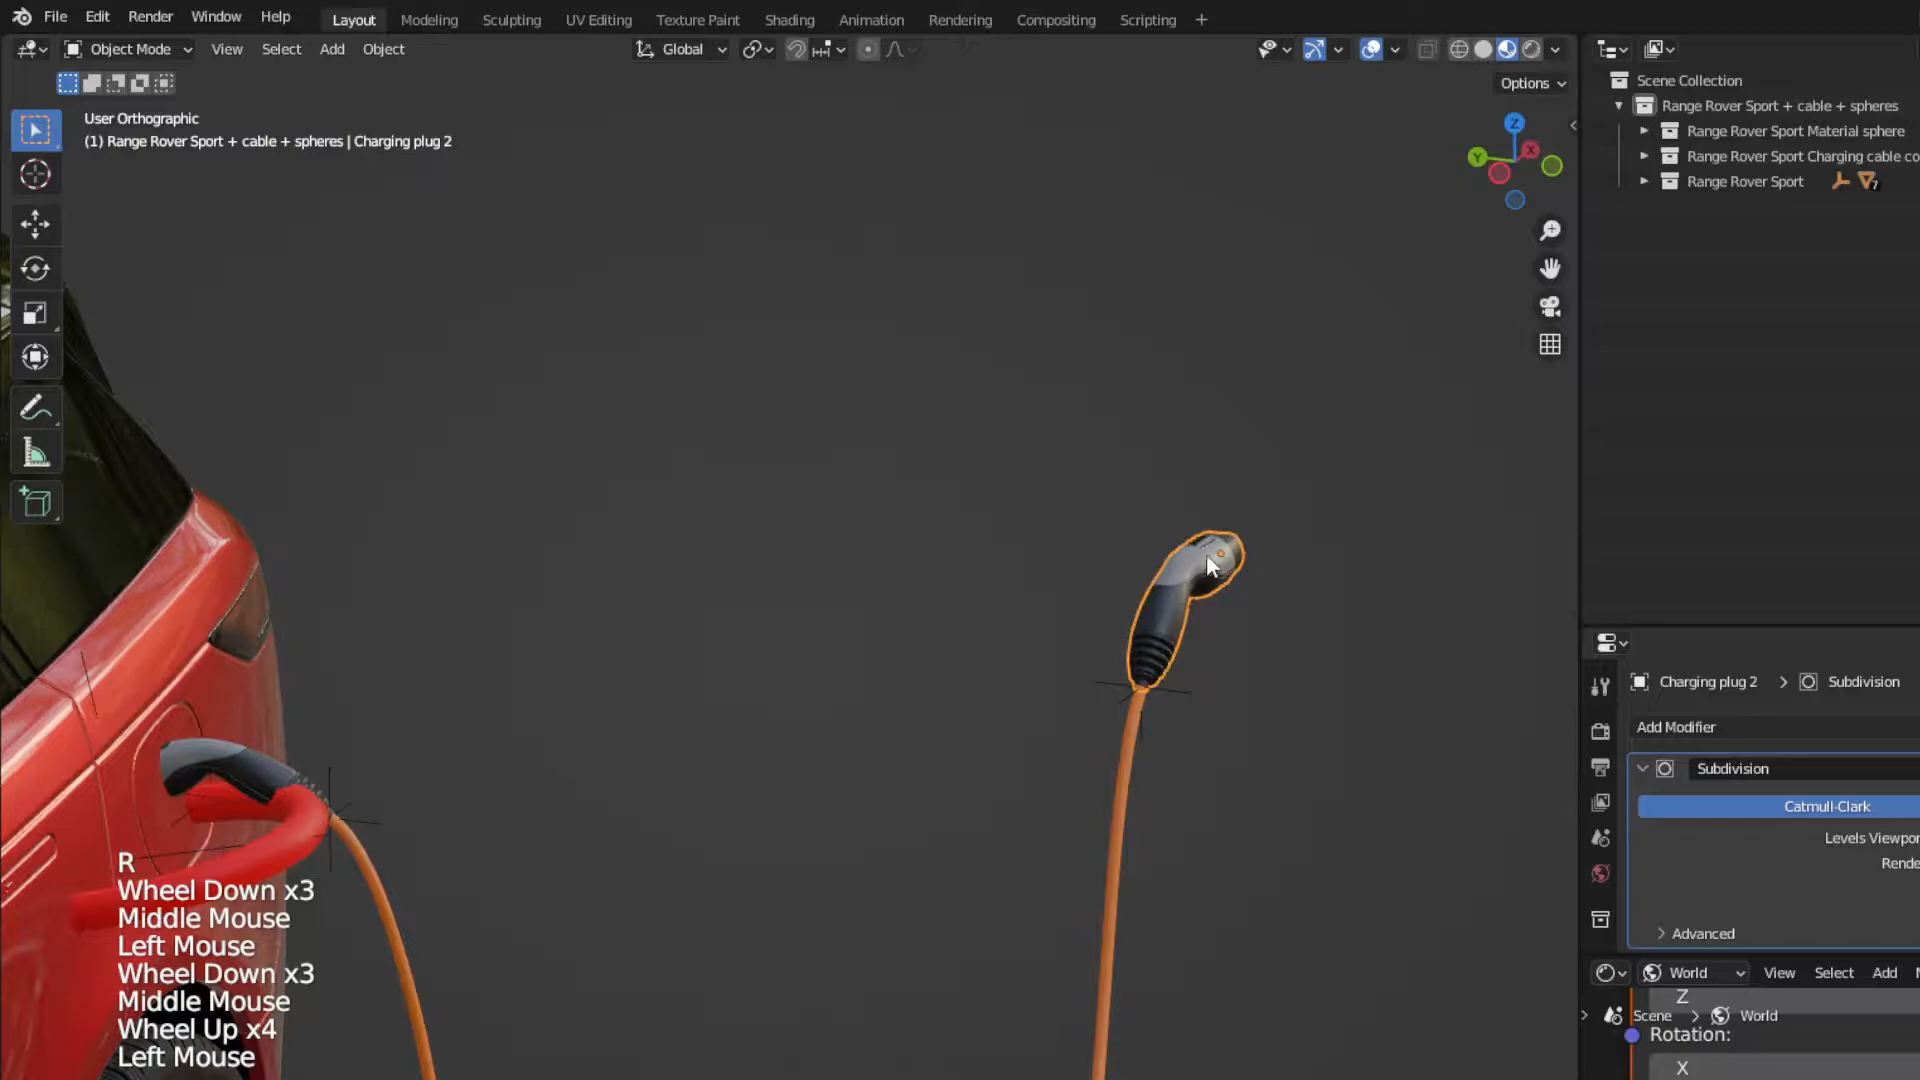 File Edit Render Window Help Layout Modeling Sculpting UV Editing Texture Paint Shading Animation Rendering Compositing Scripting +
Object Mode View Select Add Object Global
Options
User Orthographic
(1) Range Rover Sport + cable + spheres | Charging plug 2
Z
Y
X
Scene Collection
Range Rover Sport + cable + spheres
Range Rover Sport Material sphere
Range Rover Sport Charging cable co
Range Rover Sport 7
Charging plug 2 > Subdivision
Add Modifier
Subdivision
Catmull-Clark
Levels Viewpor
Rende
Advanced
World View Select Add
Z
Scene > World
Rotation:
X
R
Wheel Down x3
Middle Mouse
Left Mouse
Wheel Down x3
Middle Mouse
Wheel Up x4
Left Mouse